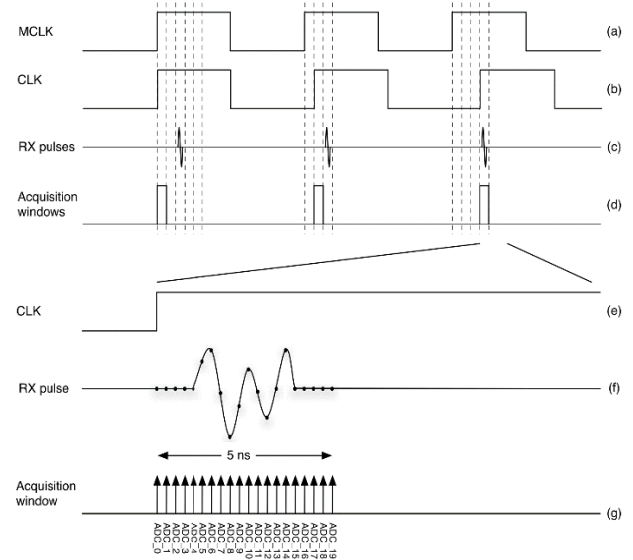 MCLK
(a)
CLK
(b)
RX pulses
(c)
Acquisition
windows
(d)
CLK
(e)
RX pulse
(f)
5 ns
Acquisition
window
(g)
ADC_0
ADC_1
ADC_2
ADC_3
ADC_4
ADC_5
ADC_6
ADC_7
ADC_8
ADC_9
ADC_10
ADC_11
ADC_12
ADC_13
ADC_14
ADC_15
ADC_16
ADC_17
ADC_18
ADC_19